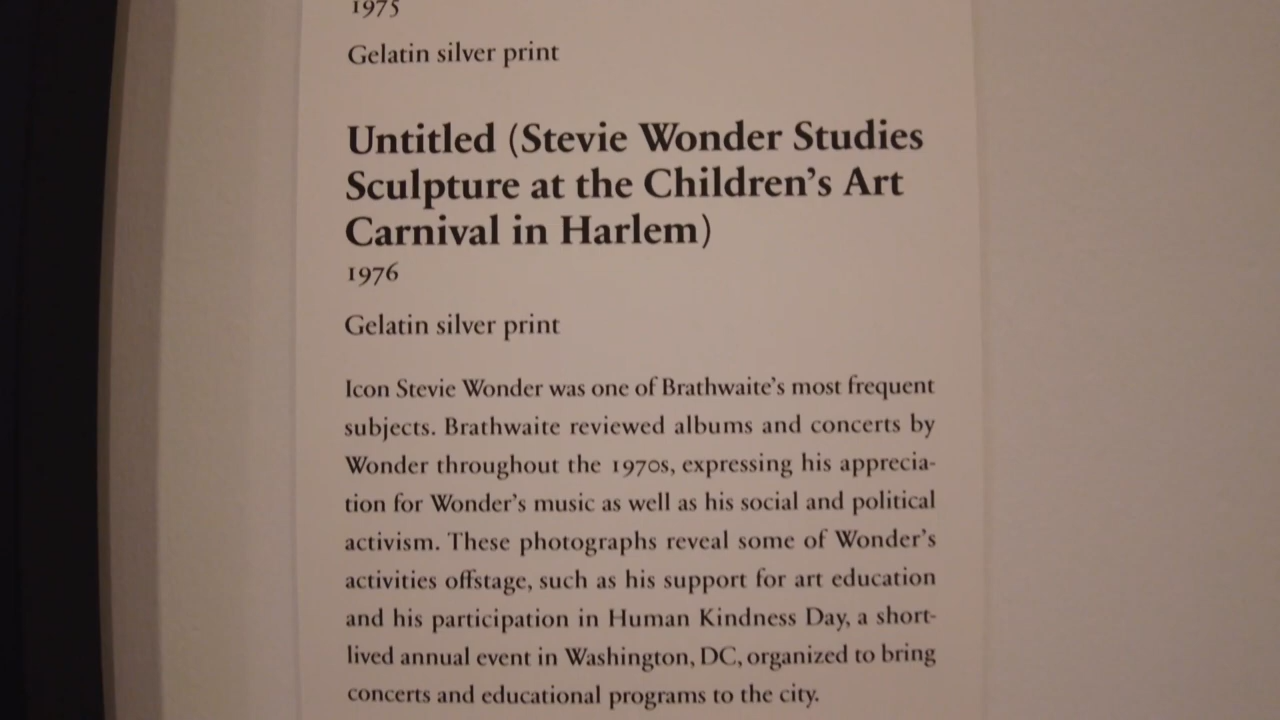 1975
Gelatin silver print
Untitled (Stevie Wonder Studies
Sculpture at the Children's Art
Carnival in Harlem)
1976
Gelatin silver print
Icon Stevie Wonder was one of Brathwaite's most frequent
subjects. Brathwaite reviewed albums and concerts by
Wonder throughout the 1970s, expressing his apprecia-
tion for Wonder's music as well as his social and political
activism. These photographs reveal some of Wonder's
activities offstage, such as his support for art education
and his participation in Human Kindness Day, a short-
lived annual event in Washington, DC, organized to bring
concerts and educational programs to the city.